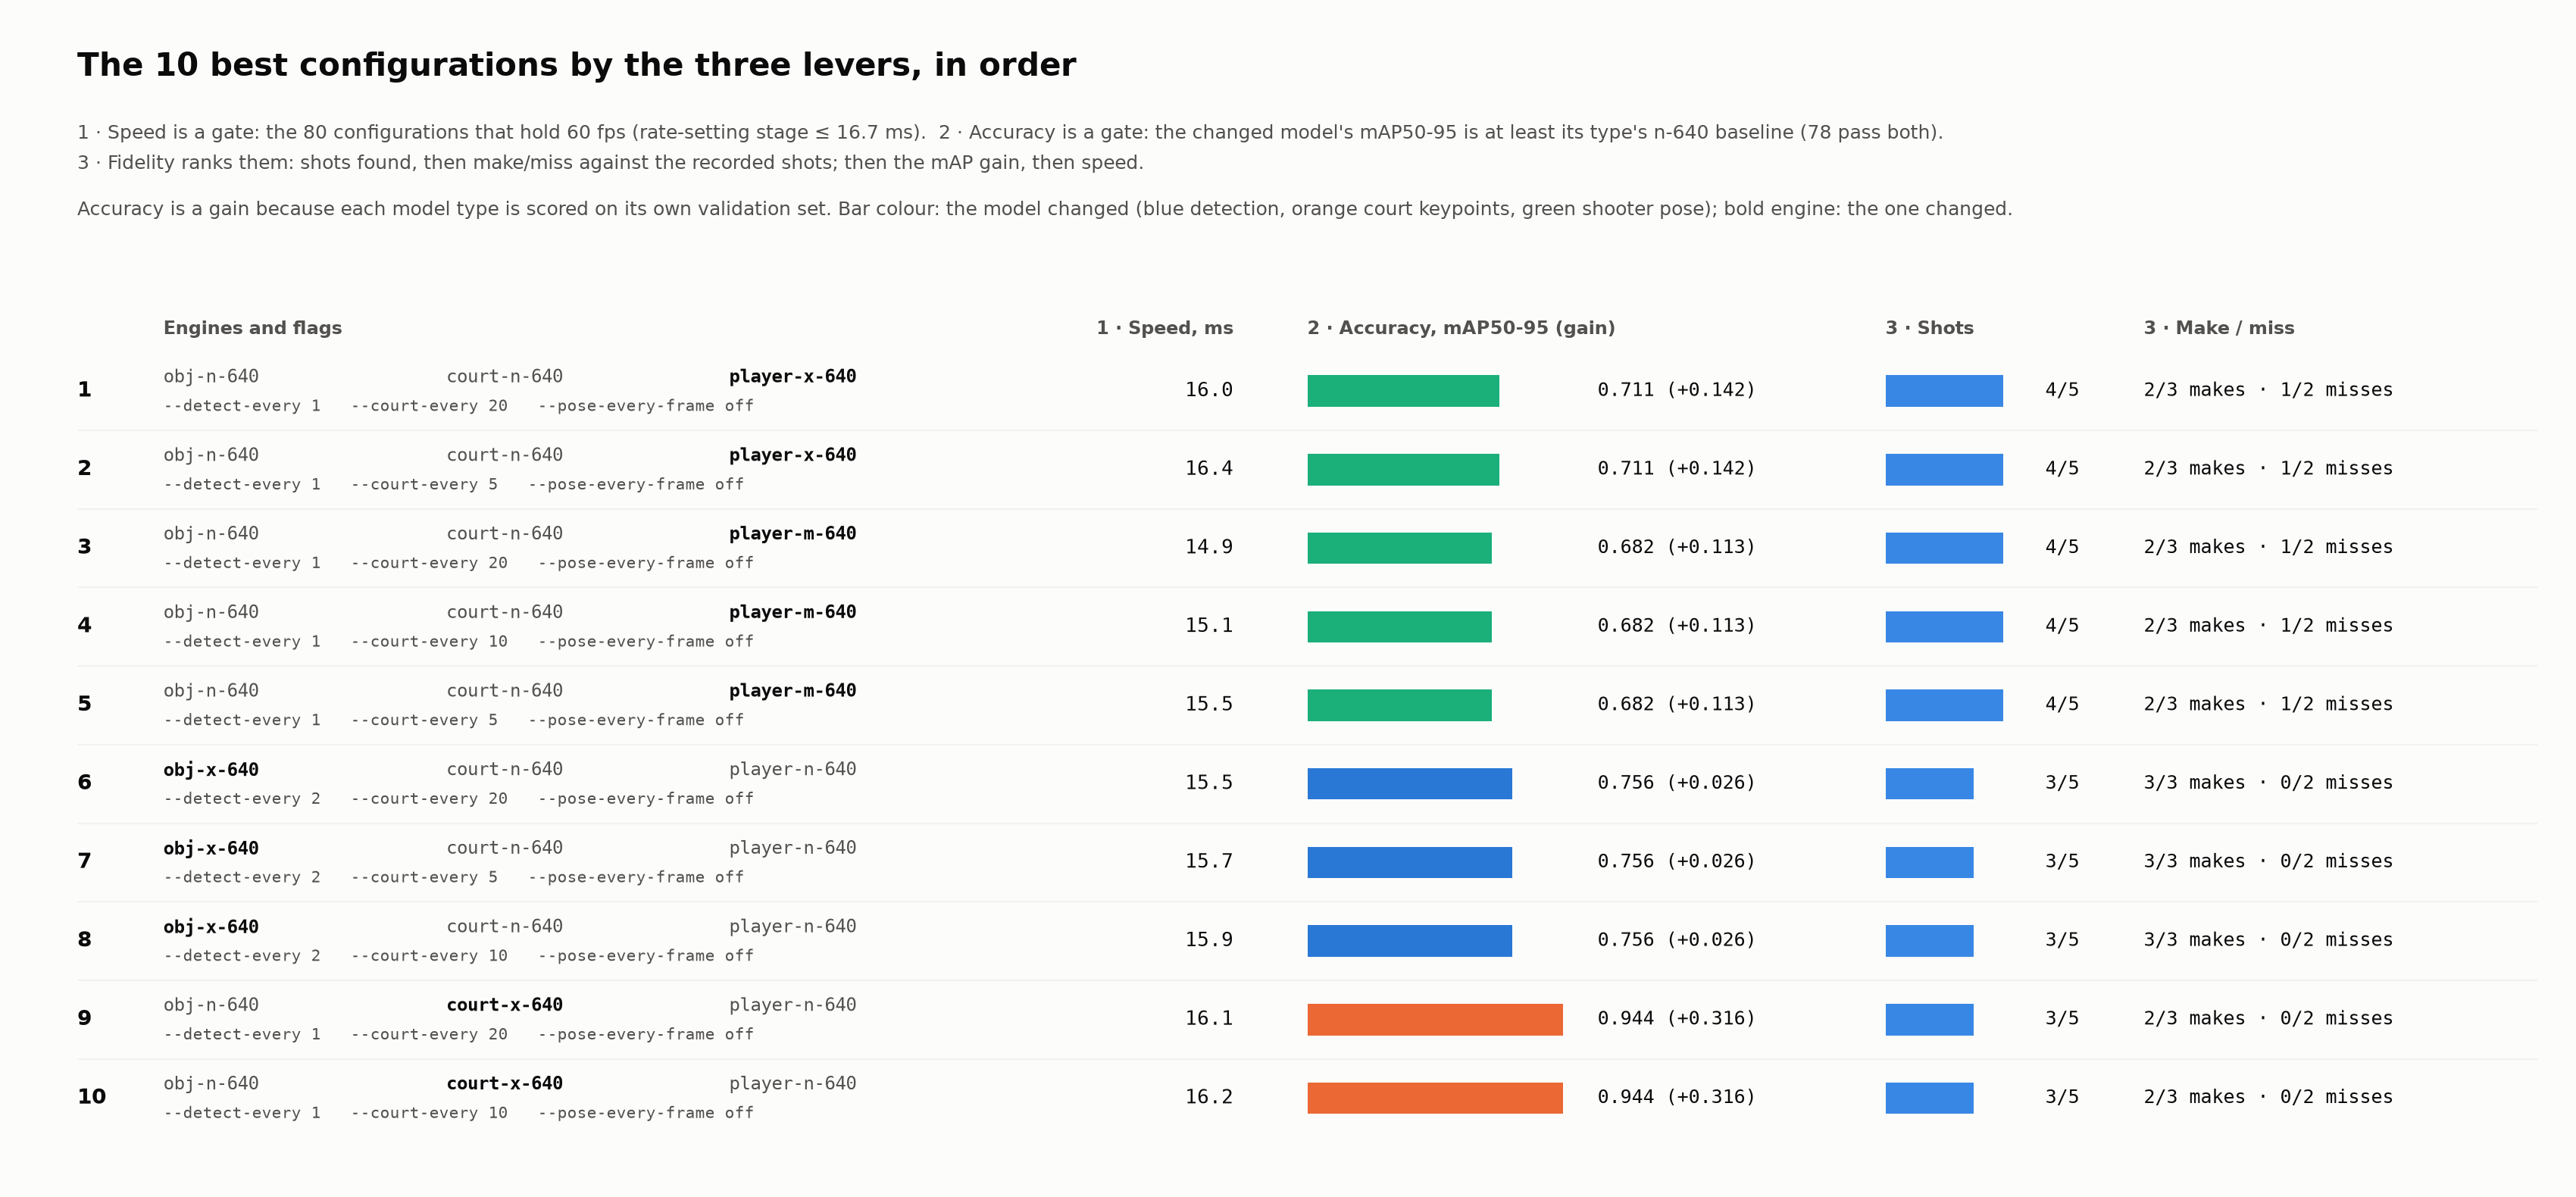 The 10 best configurations by the three levers, in order
1 · Speed is a gate: the 80 configurations that hold 60 fps (rate-setting stage ≤ 16.7 ms).  2 · Accuracy is a gate: the changed model's mAP50-95 is at least its type's n-640 baseline (78 pass both).
3 · Fidelity ranks them: shots found, then make/miss against the recorded shots; then the mAP gain, then speed.
Accuracy is a gain because each model type is scored on its own validation set. Bar colour: the model changed (blue detection, orange court keypoints, green shooter pose); bold engine: the one changed.
Engines and flags 1 · Speed, ms 2 · Accuracy, mAP50-95 (gain) 3 · Shots 3 · Make / miss
obj-n-640 court-n-640 player-x-640
1 16.0 0.711 (+0.142) 4/5 2/3 makes · 1/2 misses
--detect-every 1 --court-every 20 --pose-every-frame off
obj-n-640 court-n-640 player-x-640
2 16.4 0.711 (+0.142) 4/5 2/3 makes · 1/2 misses
--detect-every 1 --court-every 5 --pose-every-frame off
obj-n-640 court-n-640 player-m-640
3 14.9 0.682 (+0.113) 4/5 2/3 makes · 1/2 misses
--detect-every 1 --court-every 20 --pose-every-frame off
obj-n-640 court-n-640 player-m-640
4 15.1 0.682 (+0.113) 4/5 2/3 makes · 1/2 misses
--detect-every 1 --court-every 10 --pose-every-frame off
obj-n-640 court-n-640 player-m-640
5 15.5 0.682 (+0.113) 4/5 2/3 makes · 1/2 misses
--detect-every 1 --court-every 5 --pose-every-frame off
obj-x-640 court-n-640 player-n-640
6 15.5 0.756 (+0.026) 3/5 3/3 makes · 0/2 misses
--detect-every 2 --court-every 20 --pose-every-frame off
obj-x-640 court-n-640 player-n-640
7 15.7 0.756 (+0.026) 3/5 3/3 makes · 0/2 misses
--detect-every 2 --court-every 5 --pose-every-frame off
obj-x-640 court-n-640 player-n-640
8 15.9 0.756 (+0.026) 3/5 3/3 makes · 0/2 misses
--detect-every 2 --court-every 10 --pose-every-frame off
obj-n-640 court-x-640 player-n-640
9 16.1 0.944 (+0.316) 3/5 2/3 makes · 0/2 misses
--detect-every 1 --court-every 20 --pose-every-frame off
obj-n-640 court-x-640 player-n-640
10 16.2 0.944 (+0.316) 3/5 2/3 makes · 0/2 misses
--detect-every 1 --court-every 10 --pose-every-frame off